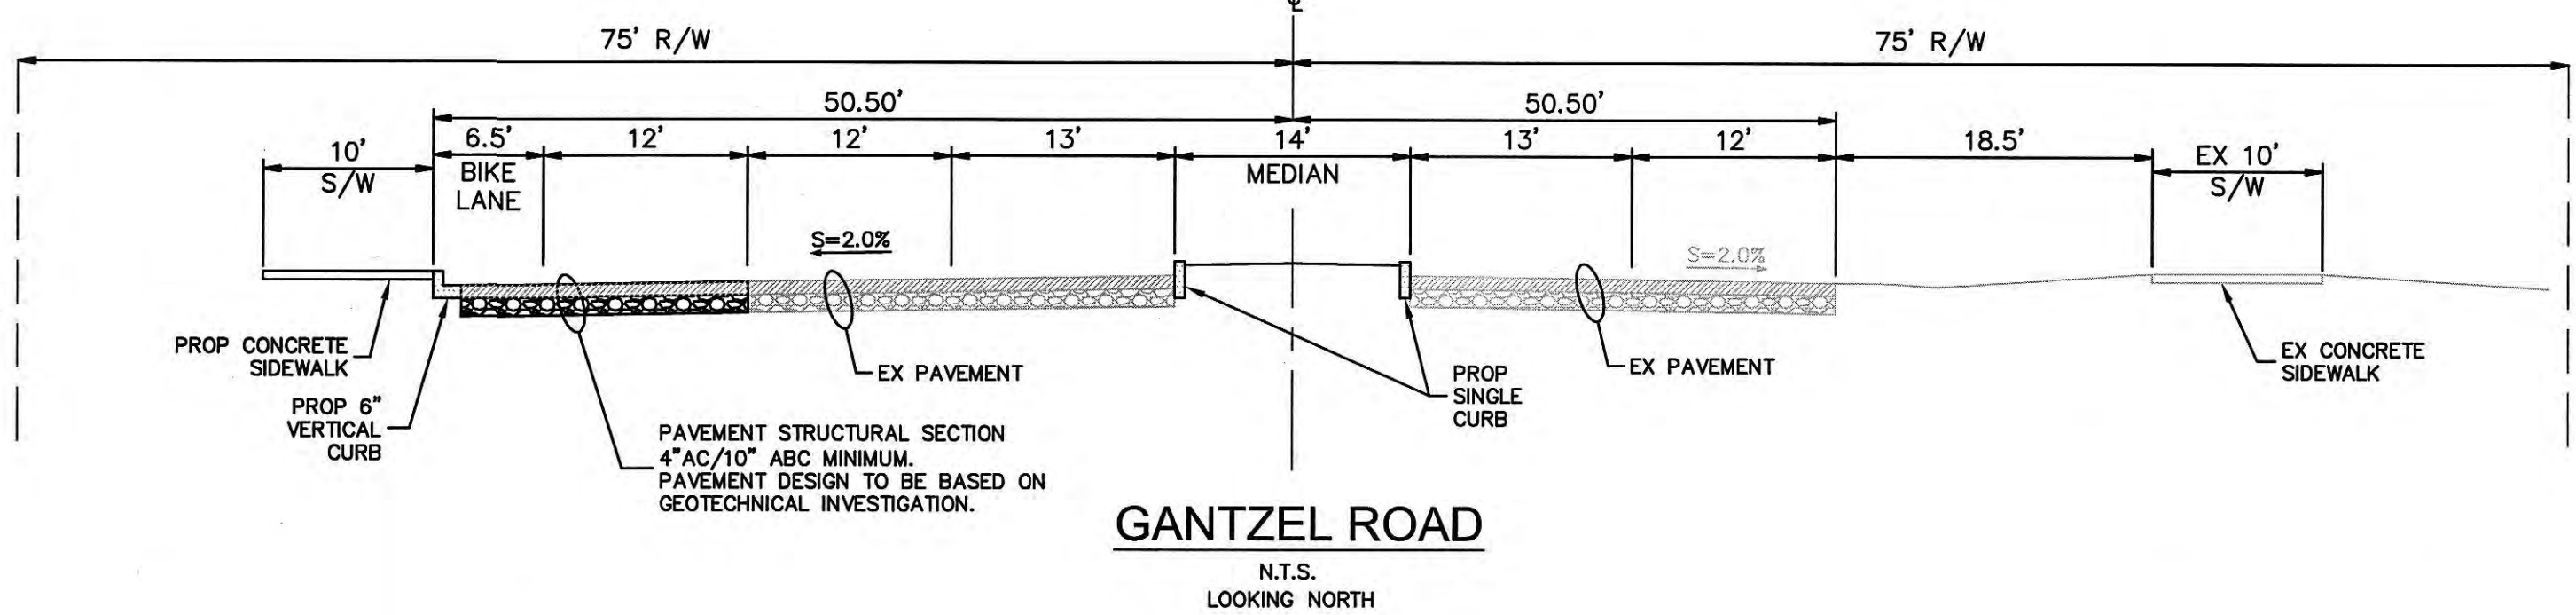 ℄
75' R/W
75' R/W
50.50'
50.50'
10'
S/W
6.5'
BIKE
LANE
12'
12'
13'
14'
MEDIAN
13'
12'
18.5'
EX 10'
S/W
S=2.0%
S=2.0%
PROP CONCRETE
SIDEWALK
PROP 6"
VERTICAL
CURB
PAVEMENT STRUCTURAL SECTION
4"AC/10" ABC MINIMUM.
PAVEMENT DESIGN TO BE BASED ON
GEOTECHNICAL INVESTIGATION.
EX PAVEMENT
PROP
SINGLE
CURB
EX PAVEMENT
EX CONCRETE
SIDEWALK
GANTZEL ROAD
N.T.S.
LOOKING NORTH